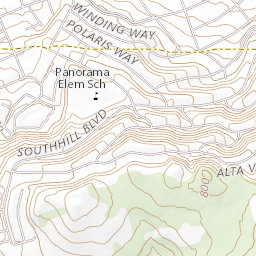 WINDING WAY
POLARIS WAY
Panorama
Elem Sch
SOUTHHILL BLVD
ALTA V
800